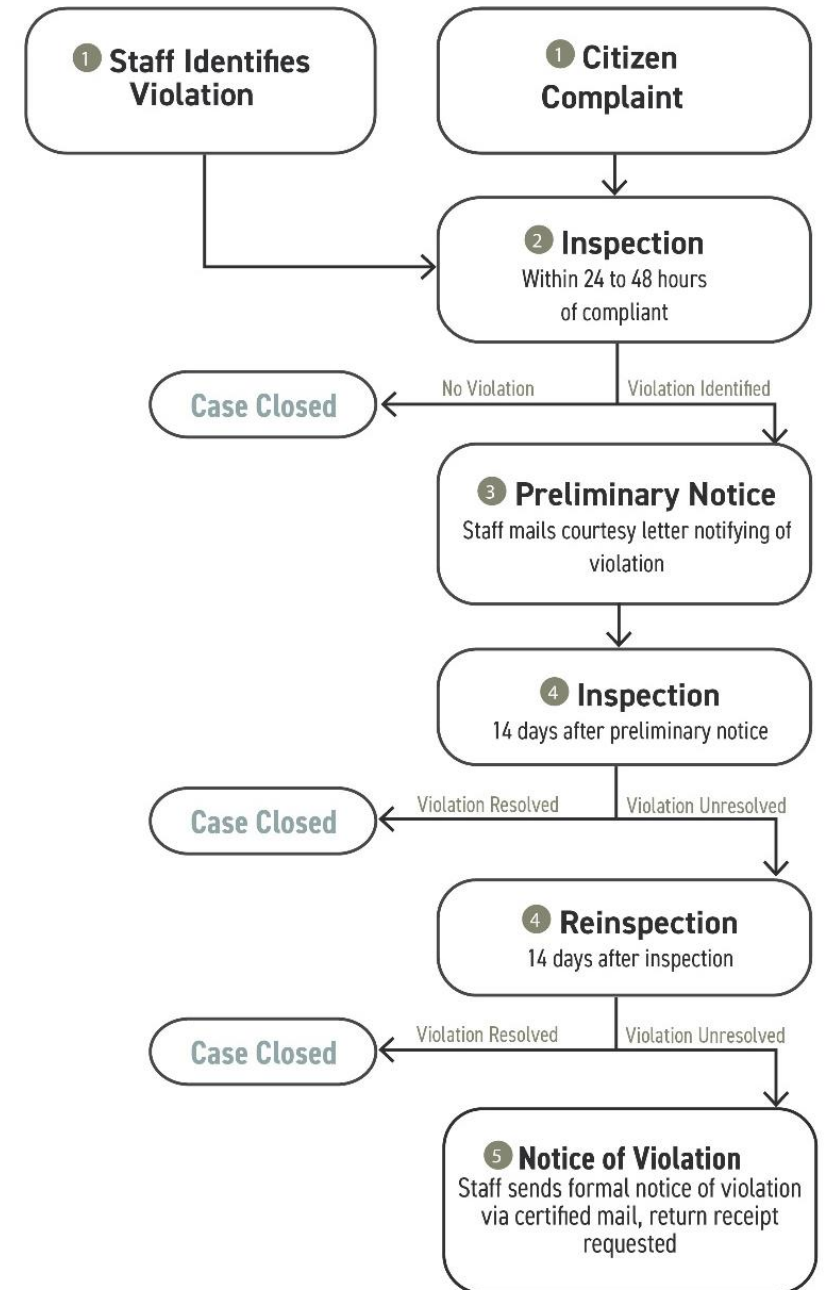 1 Staff Identifies
Violation
1 Citizen
Complaint
2 Inspection
Within 24 to 48 hours
of compliant
No Violation
Violation Identified
Case Closed
3 Preliminary Notice
Staff mails courtesy letter notifying of
violation
4 Inspection
14 days after preliminary notice
Violation Resolved
Violation Unresolved
Case Closed
4 Reinspection
14 days after inspection
Violation Resolved
Violation Unresolved
Case Closed
5 Notice of Violation
Staff sends formal notice of violation
via certified mail, return receipt
requested